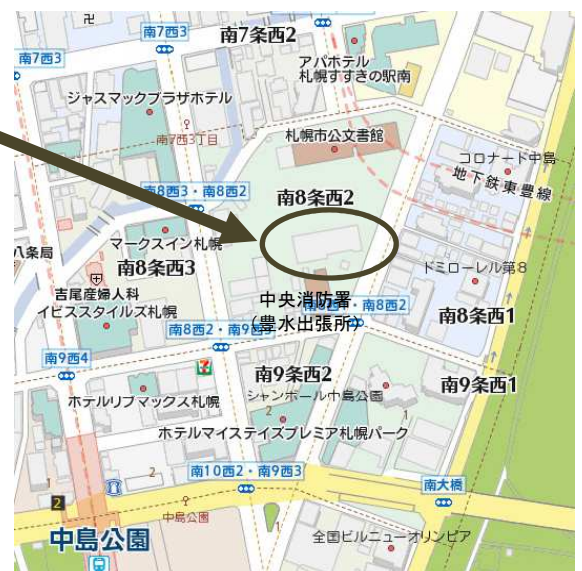 南7西3
南7条西2
南7西2
南7西3
アパホテル
札幌すすきの駅南
ジャスマックプラザホテル
南7西3丁目
札幌市公文書館
コロナード中島
地下鉄東豊線
南8西3・南8西2
南8条西2
マークスイン札幌
八条局
南8条西3
ドミローレル第8
吉尾産婦人科
イビススタイルズ札幌
中央消防署
・南8西2
(豊水出張所)
南8条西1
南8西2・南9西3
南9西4
南9条西2
南9条西1
シャンボール中島公園
ホテルリブマックス札幌
2
1
ホテルマイステイズプレミア札幌パーク
2
南10西2・南9西3
南大橋
2
中島公園
1
中島公園
全国ビルニューオリンピア